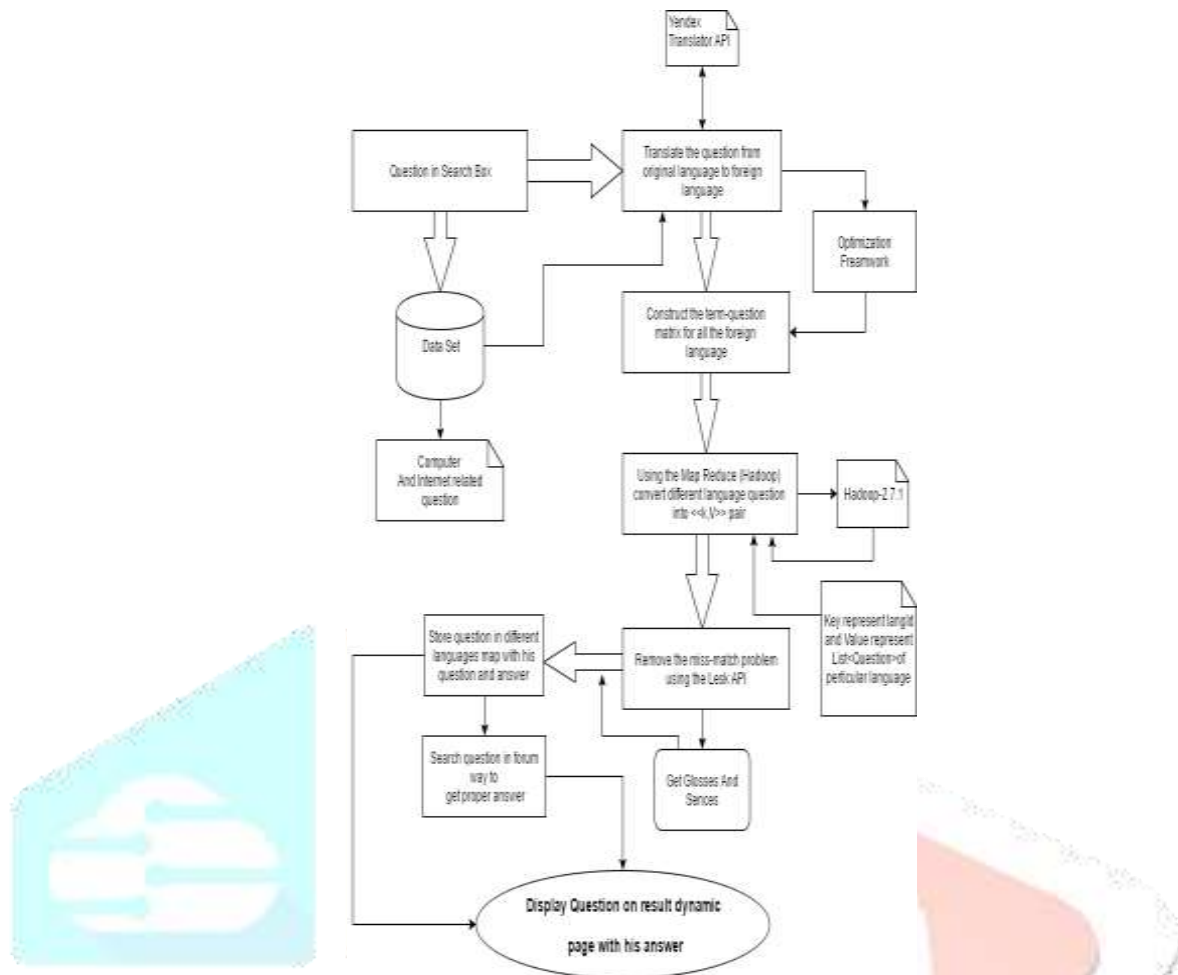 Yendex
Translator API
Question in Search Box
Translate the question from
original language to foreign
language
Optimization
Freamwork
Data Set
Construct the term-question
matrix for all the foreign
language
Computer
And Internet related
question
Using the Map Reduce (Hadoop)
convert different language question
into <<k,V>> pair
Hadoop-2.7.1
Key represent langId
and Value represent
List<Question>of
perticular language
Store question in different
languages map with his
question and answer
Remove the miss-match problem
using the Lesk API
Search question in forum
way to
get proper answer
Get Glosses And
Sences
Display Question on result dynamic
page with his answer